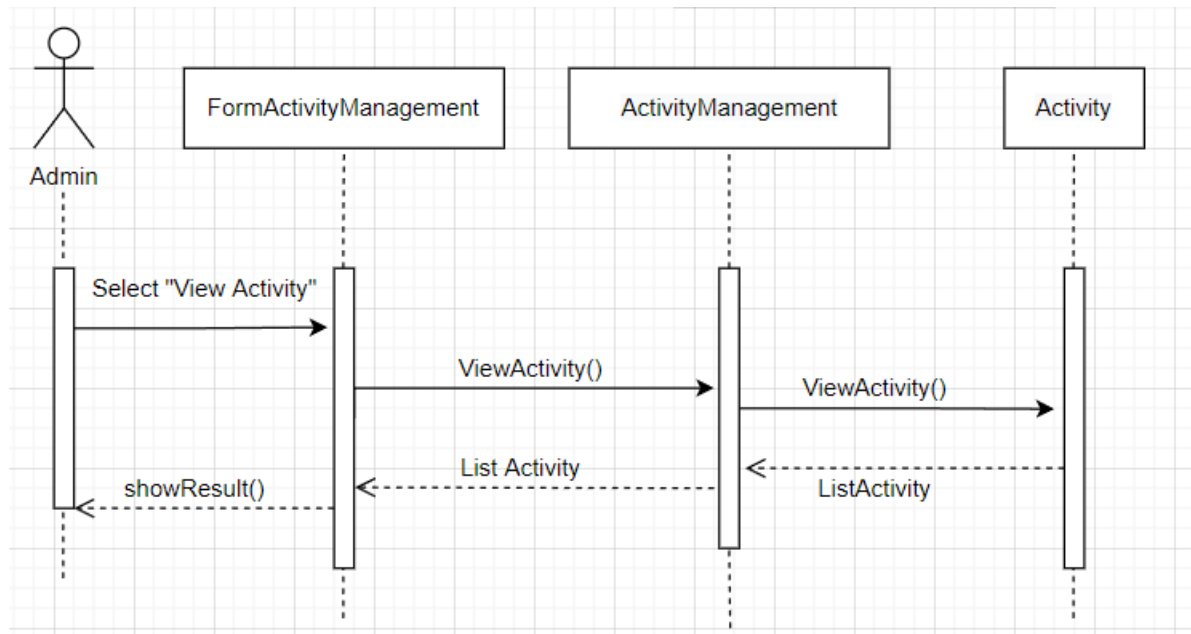 FormActivityManagement
ActivityManagement
Activity
Admin
Select "View Activity"
ViewActivity()
ViewActivity()
List Activity
showResult()
ListActivity